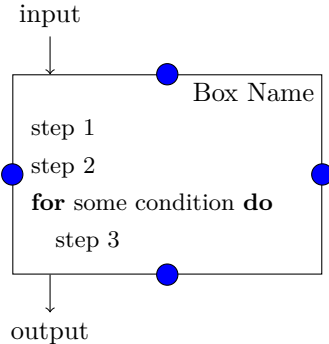 input
Box Name
step 1
step 2
for some condition do
step 3
output